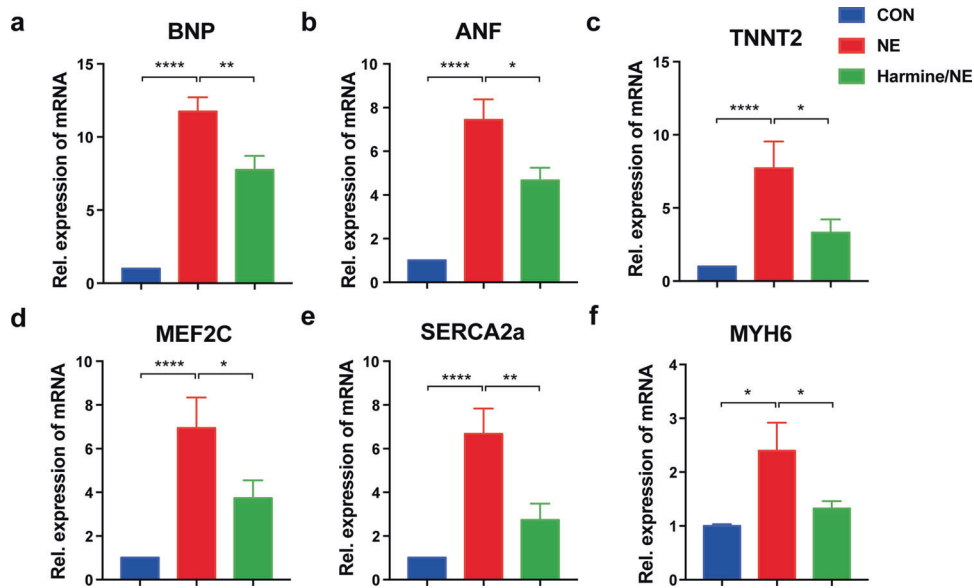 a
BNP
Rel. expression of mRNA
15
10
5
0
****
**
b
ANF
Rel. expression of mRNA
10
8
6
4
2
0
****
*
c
TNNT2
Rel. expression of mRNA
15
10
5
0
****
*
CON
NE
Harmine/NE
d
MEF2C
Rel. expression of mRNA
10
8
6
4
2
0
****
*
e
SERCA2a
Rel. expression of mRNA
10
8
6
4
2
0
****
**
f
MYH6
Rel. expression of mRNA
4
3
2
1
0
*
*